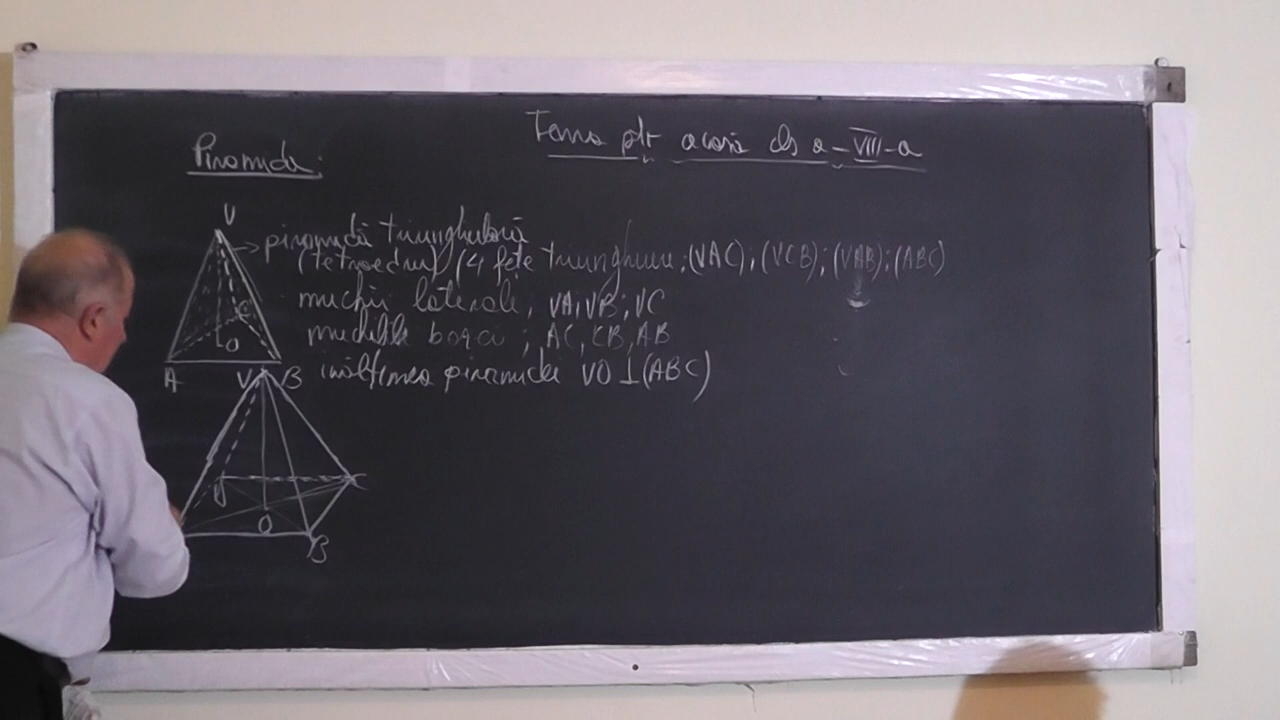 Tema ptr acasă cls a-VIII-a
Piramida:
V
piramidă triunghiulară
(tetraedru) (4 fețe triunghiuri: (VAC); (VCB); (VAB); (ABC)
muchii laterale: VA, VB, VC
muchiile bazei: AC, CB, AB
înălțimea piramidei VO⊥(ABC)
C
O
A B
V
D C
O
B